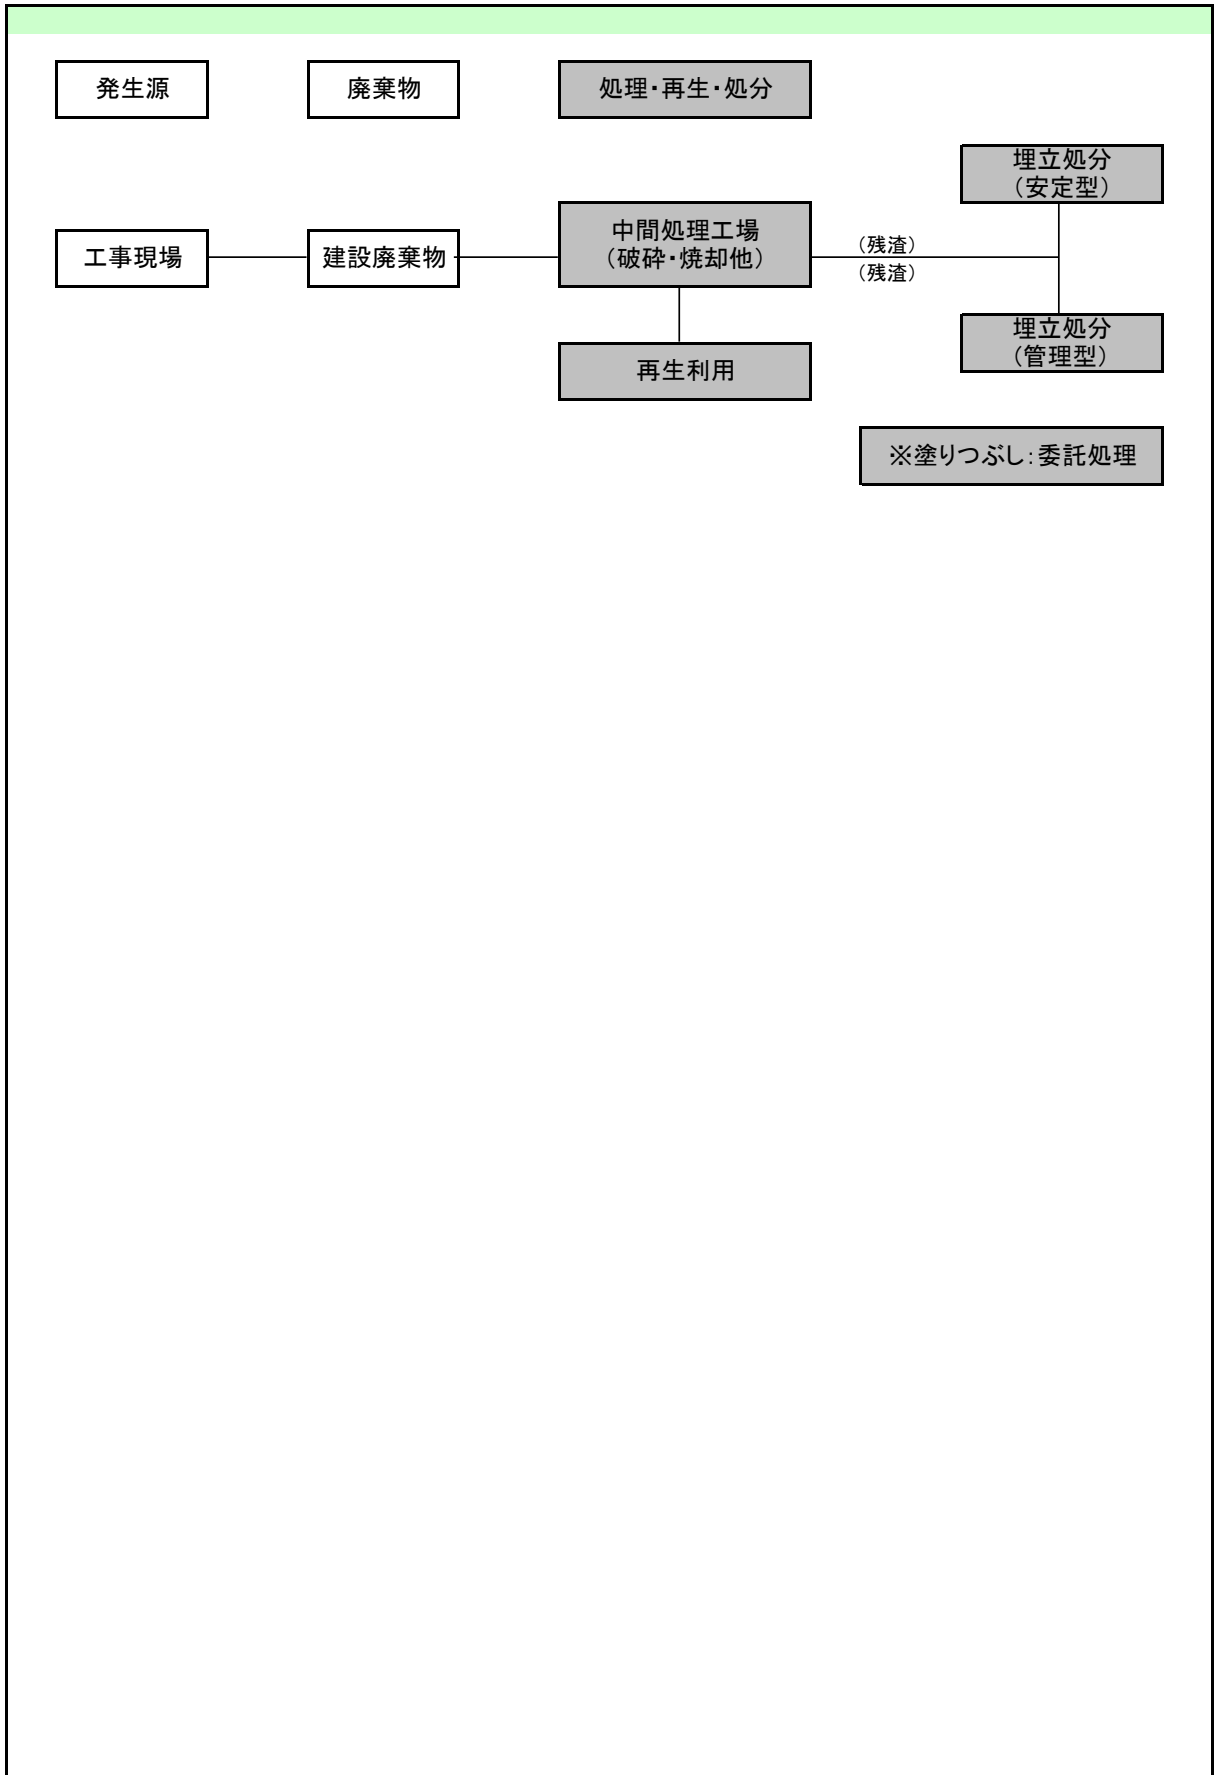 発生源
廃棄物
処理・再生・処分
埋立処分
(安定型)
工事現場
建設廃棄物
中間処理工場
(破砕・焼却他)
(残渣)
(残渣)
埋立処分
(管理型)
再生利用
※塗りつぶし:委託処理